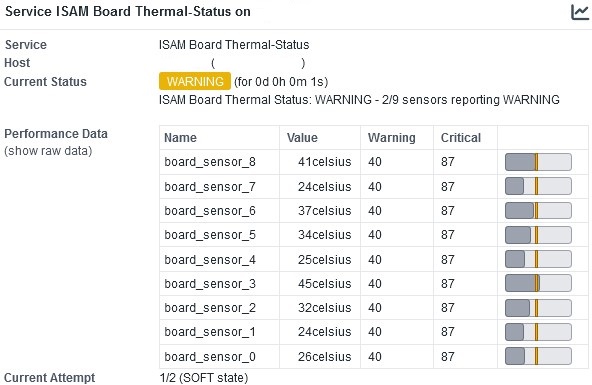 Service ISAM Board Thermal-Status on
Service ISAM Board Thermal-Status
Host ( )
Current Status WARNING (for 0d 0h 0m 1s)
ISAM Board Thermal Status: WARNING - 2/9 sensors reporting WARNING
Performance Data Name Value Warning Critical
(show raw data)
board_sensor_8 41celsius 40 87
board_sensor_7 24celsius 40 87
board_sensor_6 37celsius 40 87
board_sensor_5 34celsius 40 87
board_sensor_4 25celsius 40 87
board_sensor_3 45celsius 40 87
board_sensor_2 32celsius 40 87
board_sensor_1 24celsius 40 87
board_sensor_0 26celsius 40 87
Current Attempt 1/2 (SOFT state)